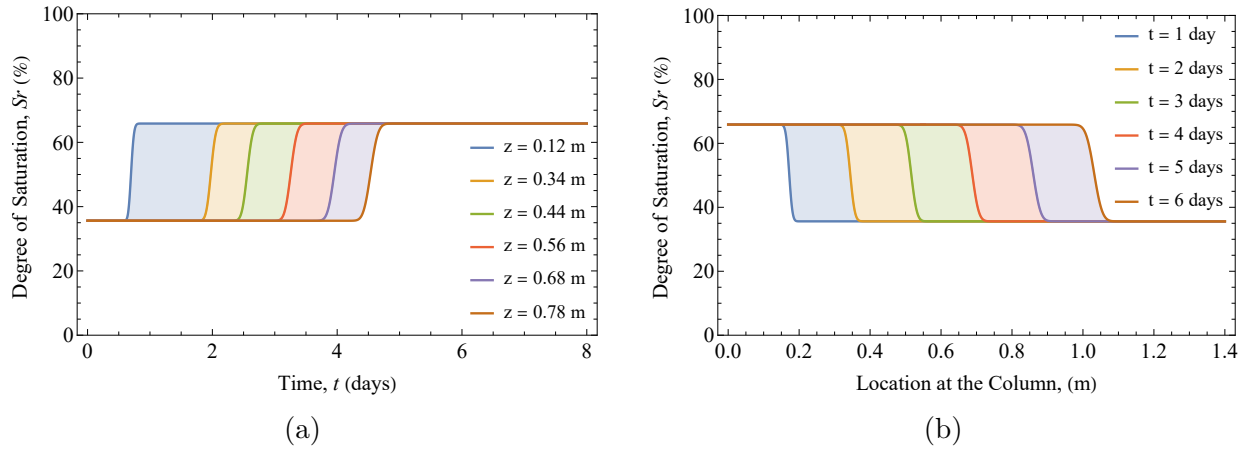 Degree of Saturation, Sr (%)
100
80
60
40
20
0
z = 0.12 m
z = 0.34 m
z = 0.44 m
z = 0.56 m
z = 0.68 m
z = 0.78 m
0 2 4 6 8
Time, t (days)
(a)
Degree of Saturation, Sr (%)
100
80
60
40
20
0
t = 1 day
t = 2 days
t = 3 days
t = 4 days
t = 5 days
t = 6 days
0.0 0.2 0.4 0.6 0.8 1.0 1.2 1.4
Location at the Column, (m)
(b)